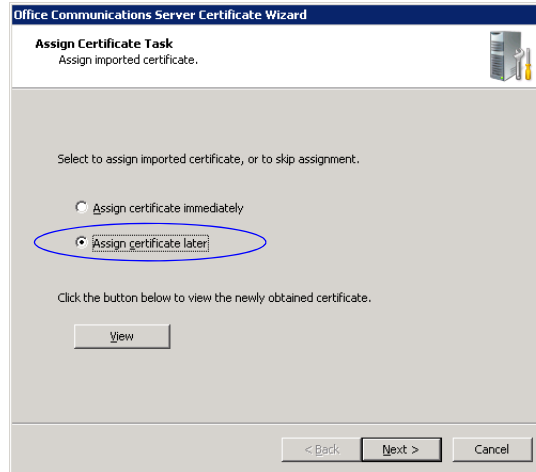 Office Communications Server Certificate Wizard
Assign Certificate Task
Assign imported certificate.
Select to assign imported certificate, or to skip assignment.
Assign certificate immediately
Assign certificate later
Click the button below to view the newly obtained certificate.
View
< Back
Next >
Cancel